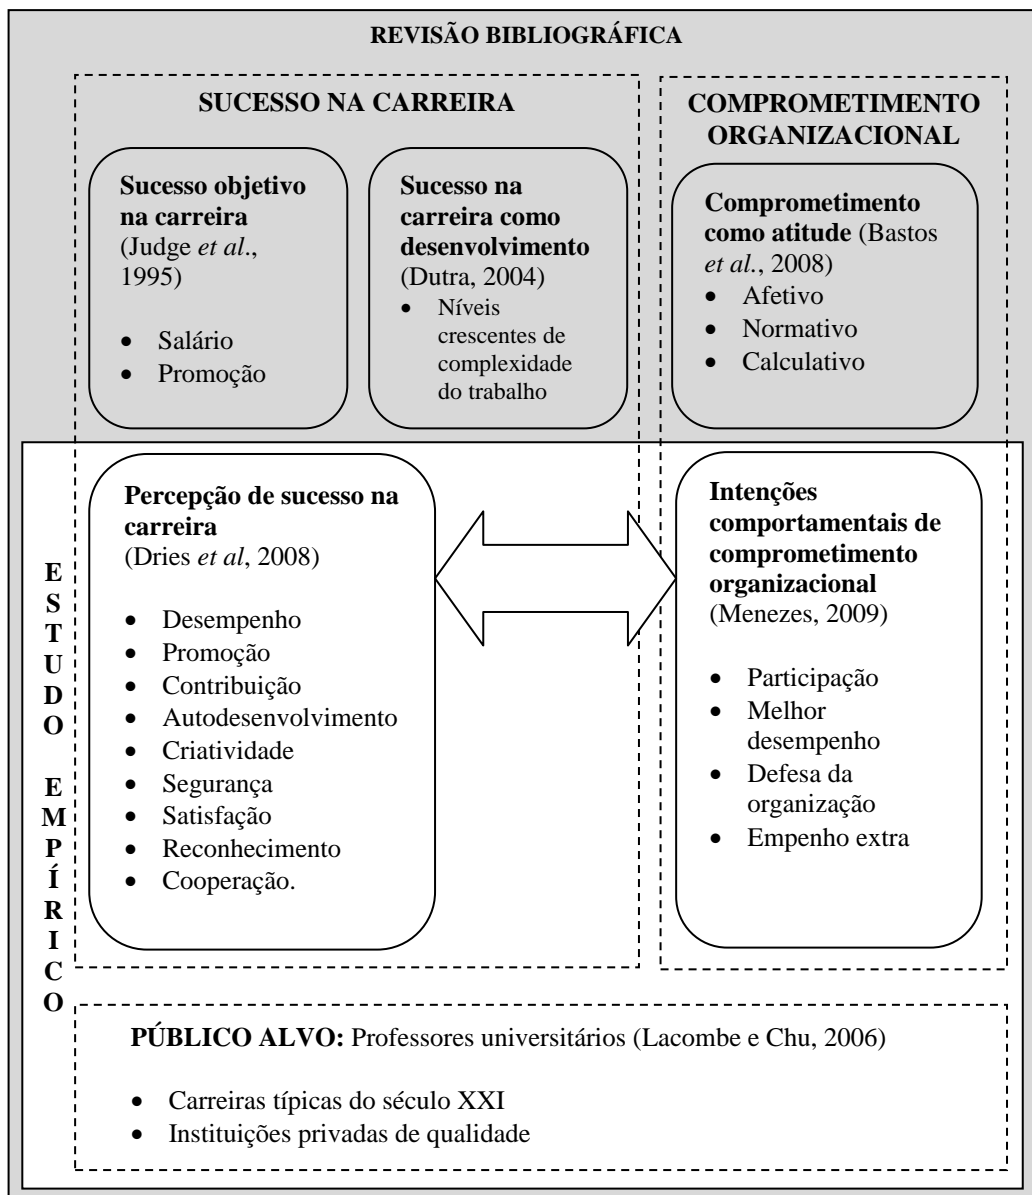 REVISÃO BIBLIOGRÁFICA
SUCESSO NA CARREIRA
Sucesso objetivo
na carreira
(Judge et al.,
1995)
• Salário
• Promoção
Sucesso na
carreira como
desenvolvimento
(Dutra, 2004)
• Níveis
crescentes de
complexidade
do trabalho
COMPROMETIMENTO
ORGANIZACIONAL
Comprometimento
como atitude (Bastos
et al., 2008)
• Afetivo
• Normativo
• Calculativo
E
S
T
U
D
O
E
M
P
Í
R
I
C
O
Percepção de sucesso na
carreira
(Dries et al, 2008)
• Desempenho
• Promoção
• Contribuição
• Autodesenvolvimento
• Criatividade
• Segurança
• Satisfação
• Reconhecimento
• Cooperação.
Intenções
comportamentais de
comprometimento
organizacional
(Menezes, 2009)
• Participação
• Melhor
desempenho
• Defesa da
organização
• Empenho extra
PÚBLICO ALVO: Professores universitários (Lacombe e Chu, 2006)
• Carreiras típicas do século XXI
• Instituições privadas de qualidade